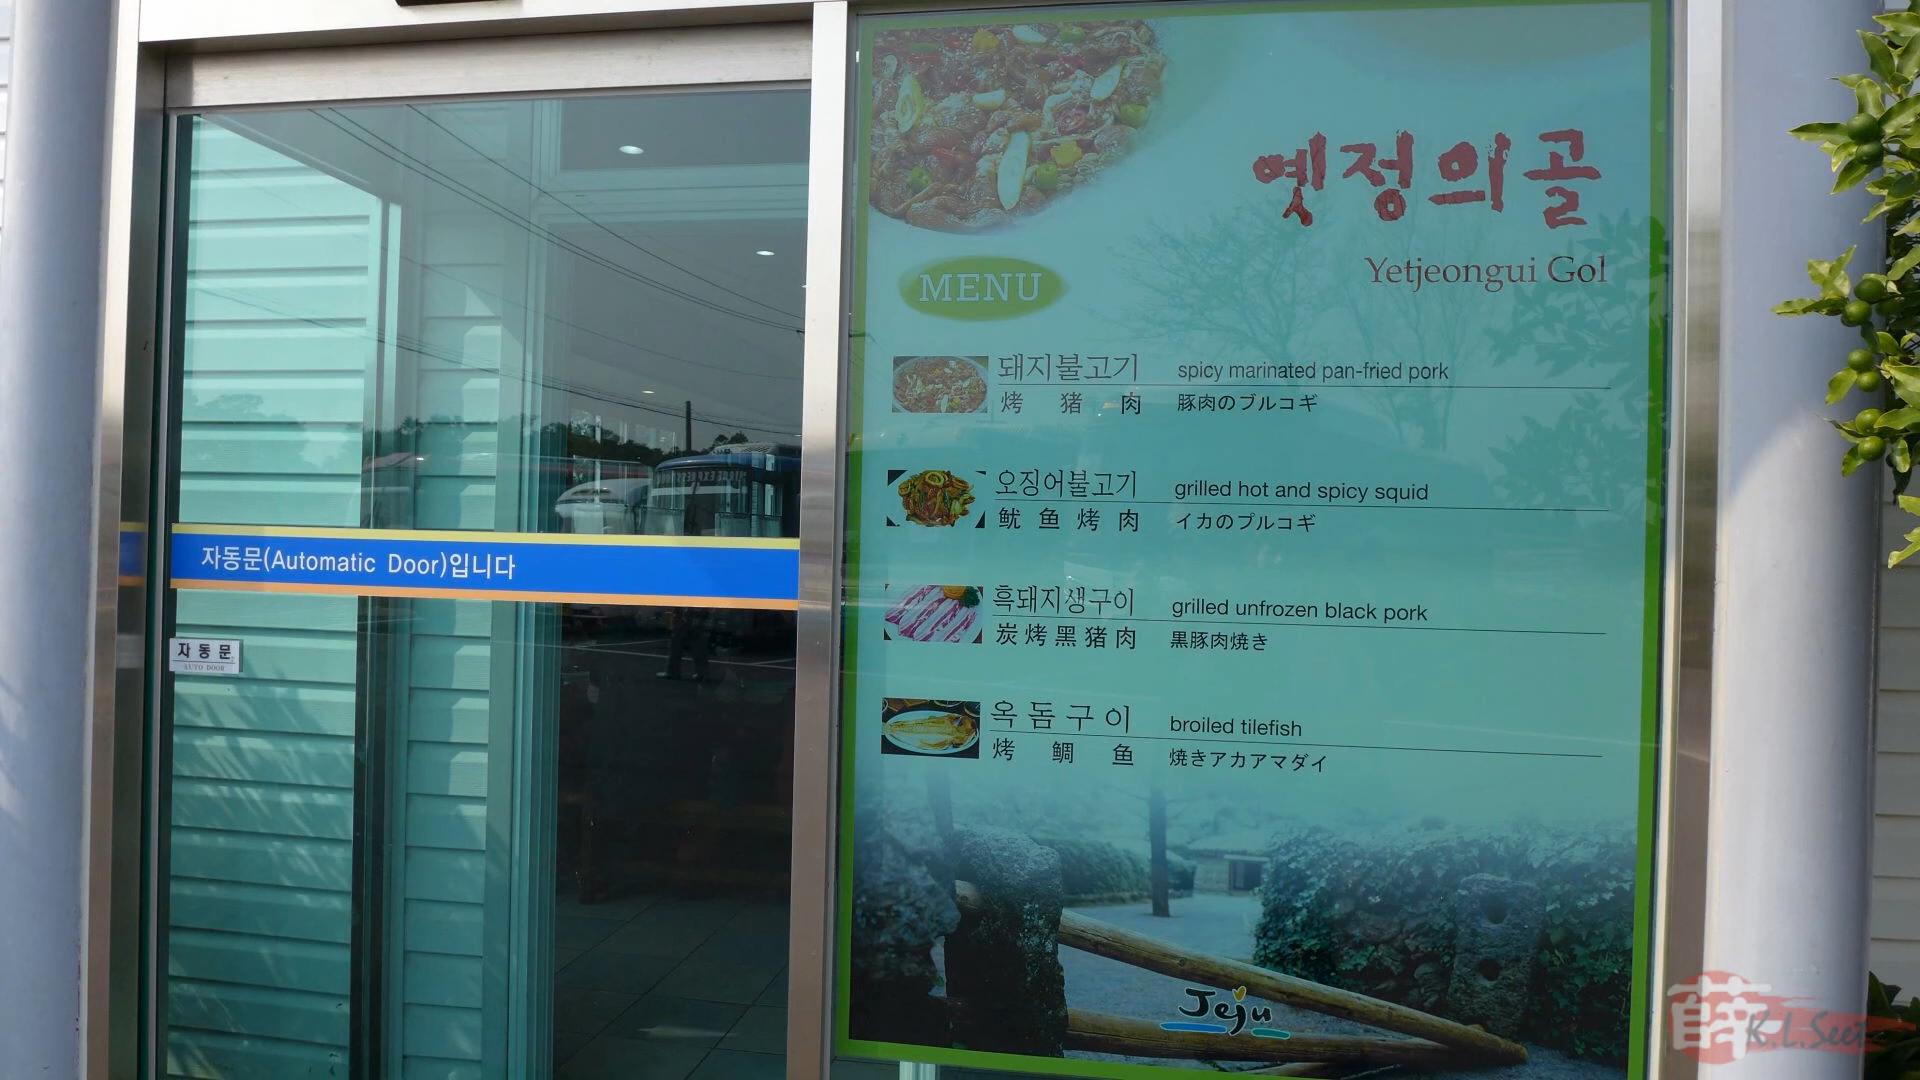 옛정의골
Yetjeongui Gol
MENU
돼지불고기 spicy marinated pan-fried pork
烤 猪 肉 豚肉のブルコギ
오징어불고기 grilled hot and spicy squid
鱿 鱼 烤 肉 イカのプルコギ
흑돼지생구이 grilled unfrozen black pork
炭烤黑猪肉 黒豚肉焼き
옥돔구이 broiled tilefish
烤 鲷 鱼 焼きアカアマダイ
Jeju
자동문(Automatic Door)입니다
자동문
AUTO DOOR
薛 K.L.Seet